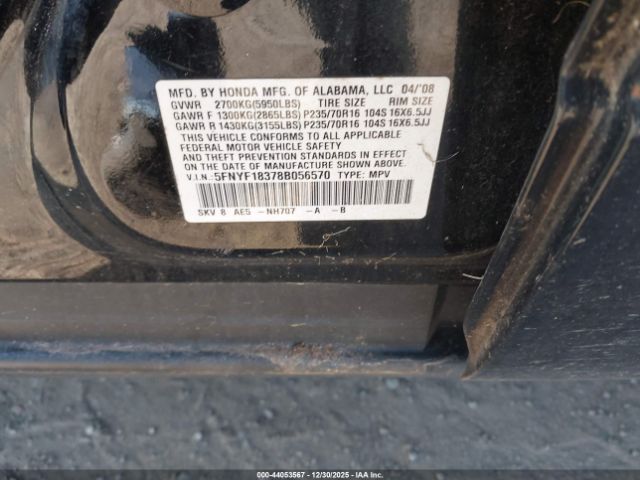 MFD. BY HONDA MFG. OF ALABAMA, LLC 04/'08
GVWR 2700KG(5950LBS) TIRE SIZE RIM SIZE
GAWR F 1300KG(2865LBS) P235/70R16 104S 16X6.5JJ
GAWR R 1430KG(3155LBS) P235/70R16 104S 16X6.5JJ
THIS VEHICLE CONFORMS TO ALL APPLICABLE
FEDERAL MOTOR VEHICLE SAFETY
AND THEFT PREVENTION STANDARDS IN EFFECT
ON THE DATE OF MANUFACTURE SHOWN ABOVE.
V.I.N.: 5FNYF18378B056570 TYPE: MPV
SKV 8 AE5 -NH707 -A -B
000-44053567 - 12/30/2025 - IAAI.COM